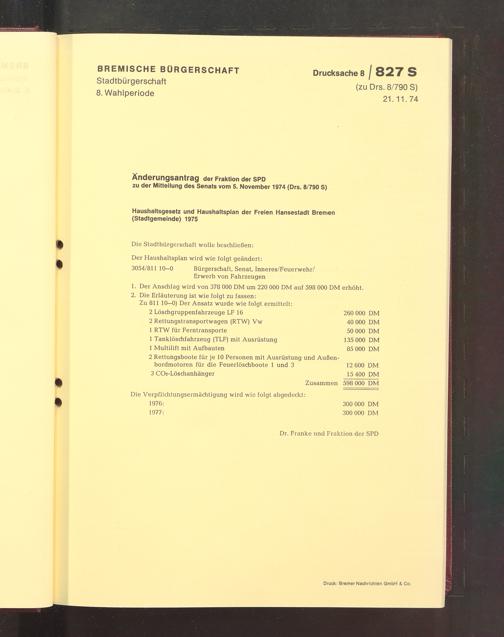 BREMISCHE BÜRGERSCHAFT
Stadtbürgerschaft
8. Wahlperiode
Drucksache 8 / 827 S
(zu Drs. 8/790 S)
21. 11. 74
Änderungsantrag der Fraktion der SPD
zu der Mitteilung des Senats vom 5. November 1974 (Drs. 8/790 S)
Haushaltsgesetz und Haushaltsplan der Freien Hansestadt Bremen
(Stadtgemeinde) 1975
Die Stadtbürgerschaft wolle beschließen:
Der Haushaltsplan wird wie folgt geändert:
3054/811 10—0 Bürgerschaft, Senat, Inneres/Feuerwehr/
Erwerb von Fahrzeugen
1. Der Anschlag wird von 378 000 DM um 220 000 DM auf 598 000 DM erhöht.
2. Die Erläuterung ist wie folgt zu fassen:
Zu 811 10—0) Der Ansatz wurde wie folgt ermittelt:
2 Löschgruppenfahrzeuge LF 16 260 000 DM
2 Rettungstransportwagen (RTW) Vw 40 000 DM
1 RTW für Ferntransporte 50 000 DM
1 Tanklöschfahrzeug (TLF) mit Ausrüstung 135 000 DM
1 Multilift mit Aufbauten 85 000 DM
2 Rettungsboote für je 10 Personen mit Ausrüstung und Außen-
bordmotoren für die Feuerlöschboote 1 und 3 12 600 DM
3 CO₂-Löschanhänger 15 400 DM
Zusammen 598 000 DM
Die Verpflichtungsermächtigung wird wie folgt abgedeckt:
1976: 300 000 DM
1977: 300 000 DM
Dr. Franke und Fraktion der SPD
Druck: Bremer Nachrichten GmbH & Co.